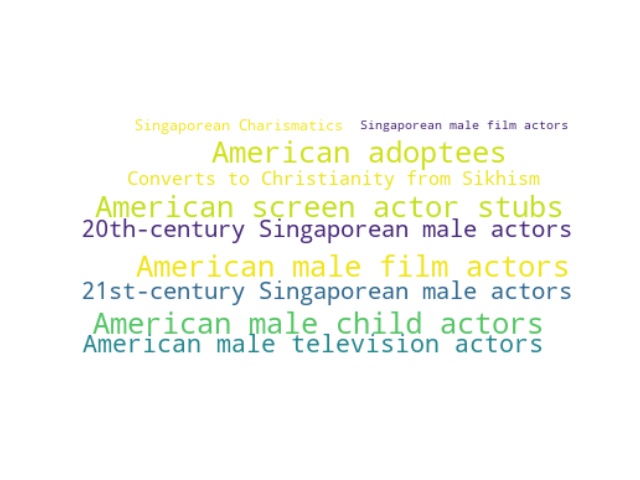 Singaporean Charismatics Singaporean male film actors
American adoptees
Converts to Christianity from Sikhism
American screen actor stubs
20th-century Singaporean male actors
American male film actors
21st-century Singaporean male actors
American male child actors
American male television actors